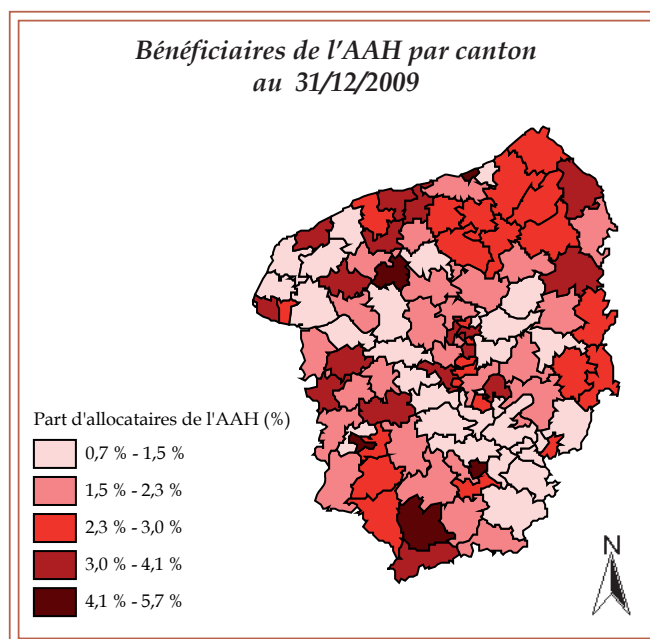 Bénéficiaires de l'AAH par canton
au 31/12/2009
Part d'allocataires de l'AAH (%)
0,7 % - 1,5 %
1,5 % - 2,3 %
2,3 % - 3,0 %
3,0 % - 4,1 %
4,1 % - 5,7 %
N